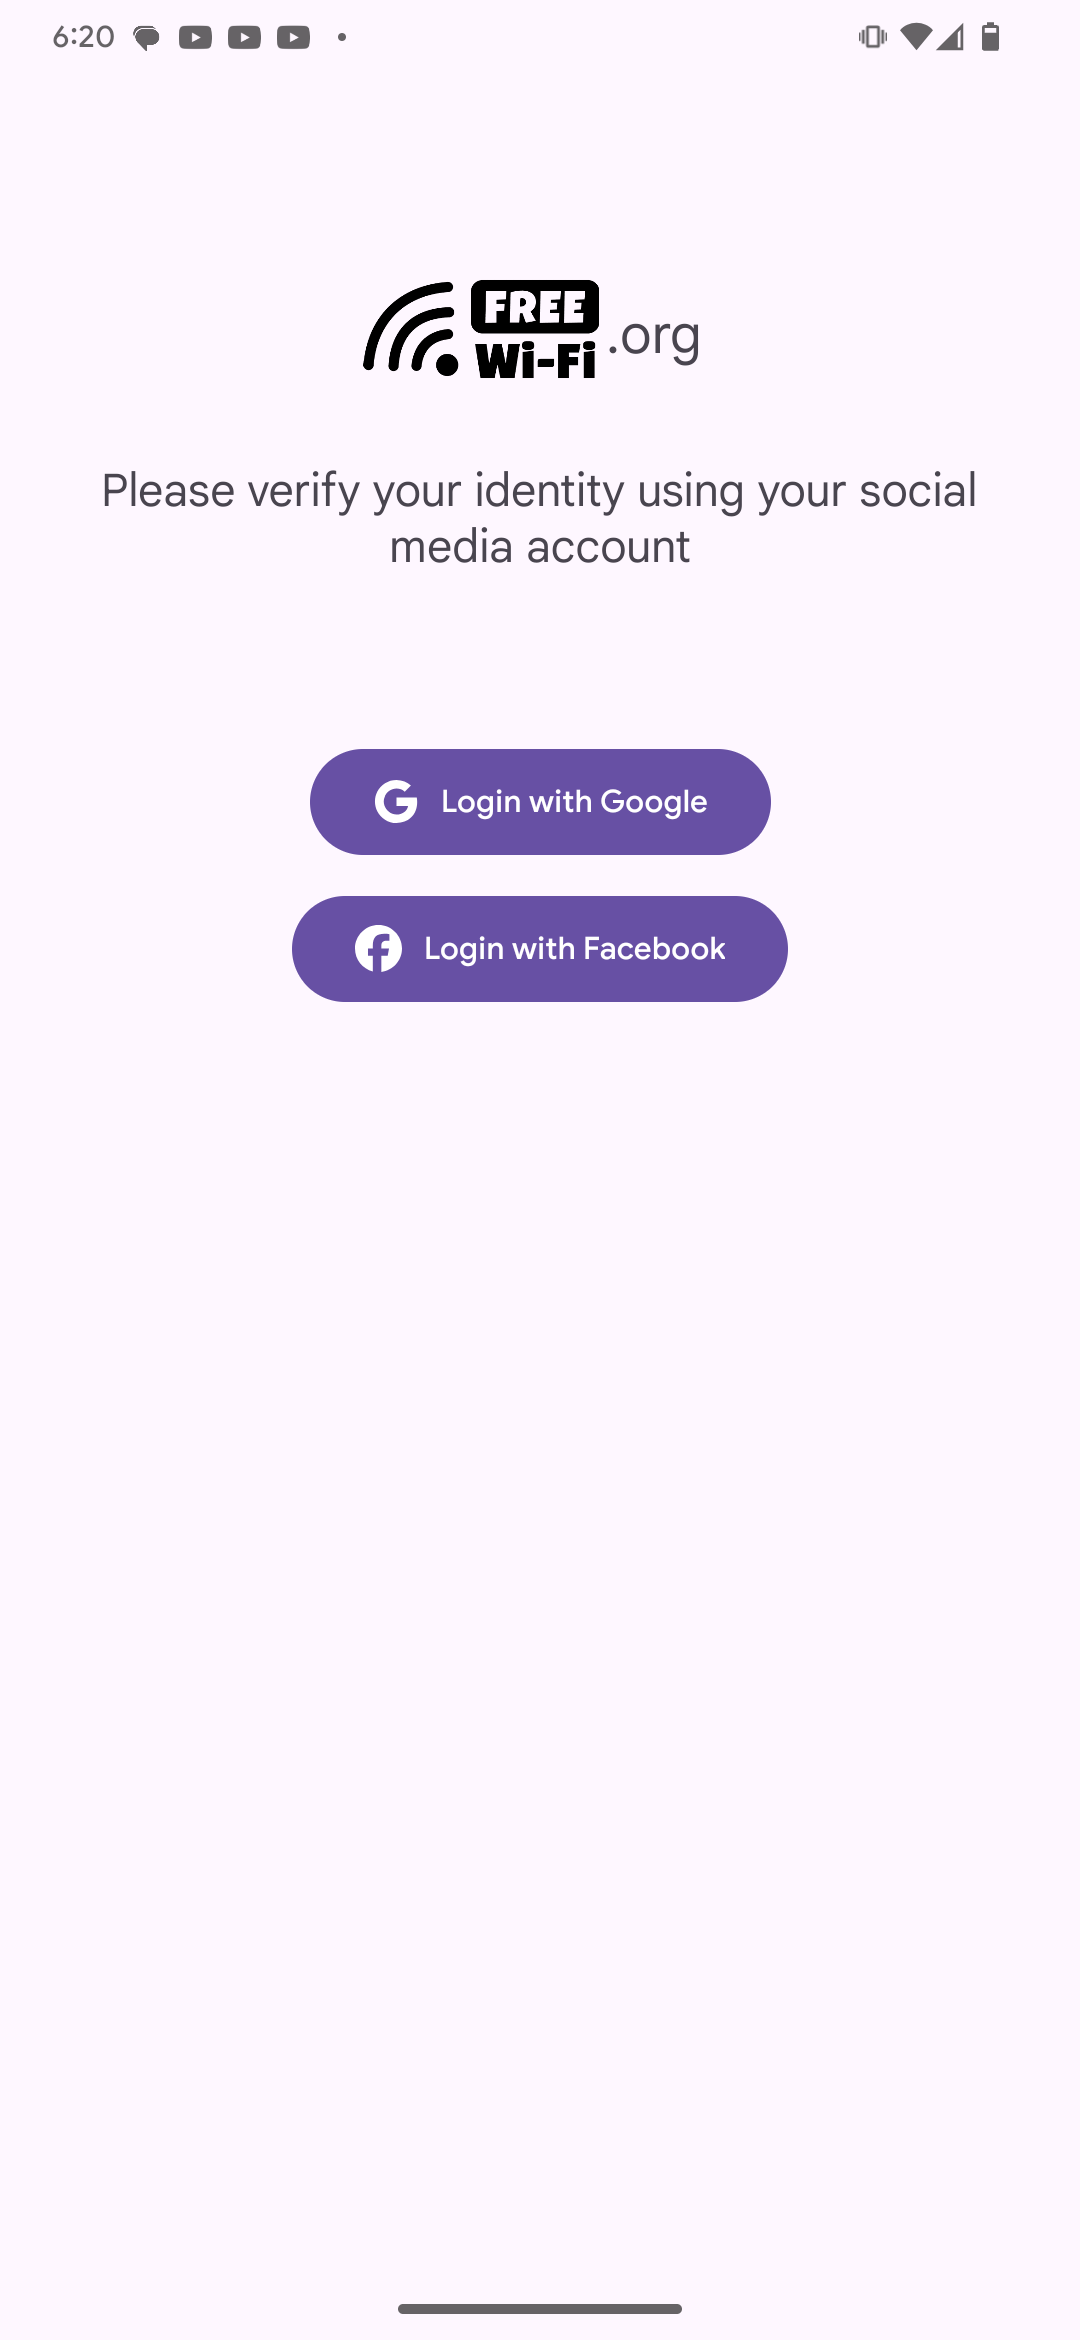 6:20
FREE
Wi-Fi .org
Please verify your identity using your social
media account
Login with Google
Login with Facebook